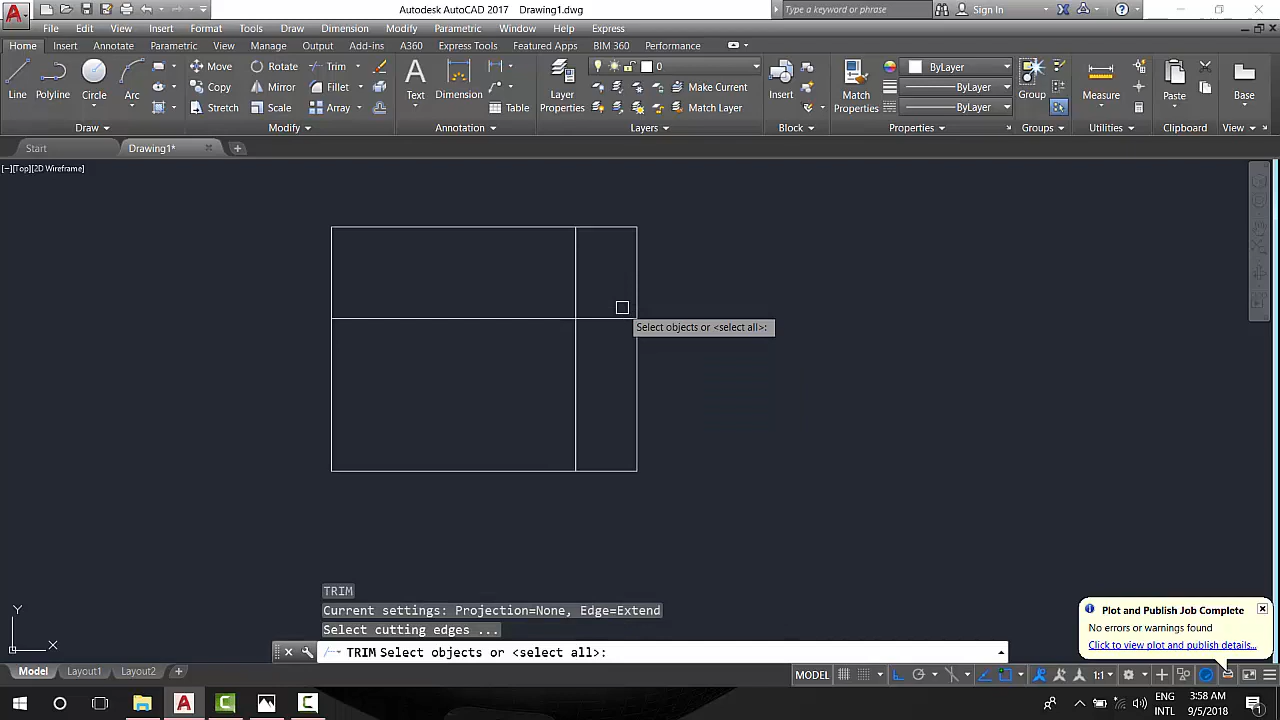 Autodesk AutoCAD 2017 Drawing1.dwg
Type a keyword or phrase
Sign In
File Edit View Insert Format Tools Draw Dimension Modify Parametric Window Help Express
Home Insert Annotate Parametric View Manage Output Add-ins A360 Express Tools Featured Apps BIM 360 Performance
Move Rotate Trim ByLayer
Copy Mirror Fillet Make Current ByLayer
Stretch Scale Array Table Match Layer ByLayer
0
Line Polyline Circle Arc Text Dimension Layer Properties Insert Match Properties Group Measure Paste Base
Draw Modify Annotation Layers Block Properties Groups Utilities Clipboard View
Start Drawing1*
[−][Top][2D Wireframe]
Select objects or <select all>:
TRIM
Current settings: Projection=None, Edge=Extend
Select cutting edges ...
TRIM Select objects or <select all>:
Y
X
Plot and Publish Job Complete
No errors or warnings found
Click to view plot and publish details...
Model Layout1 Layout2
MODEL 1:1
ENG 3:58 AM
INTL 9/5/2018